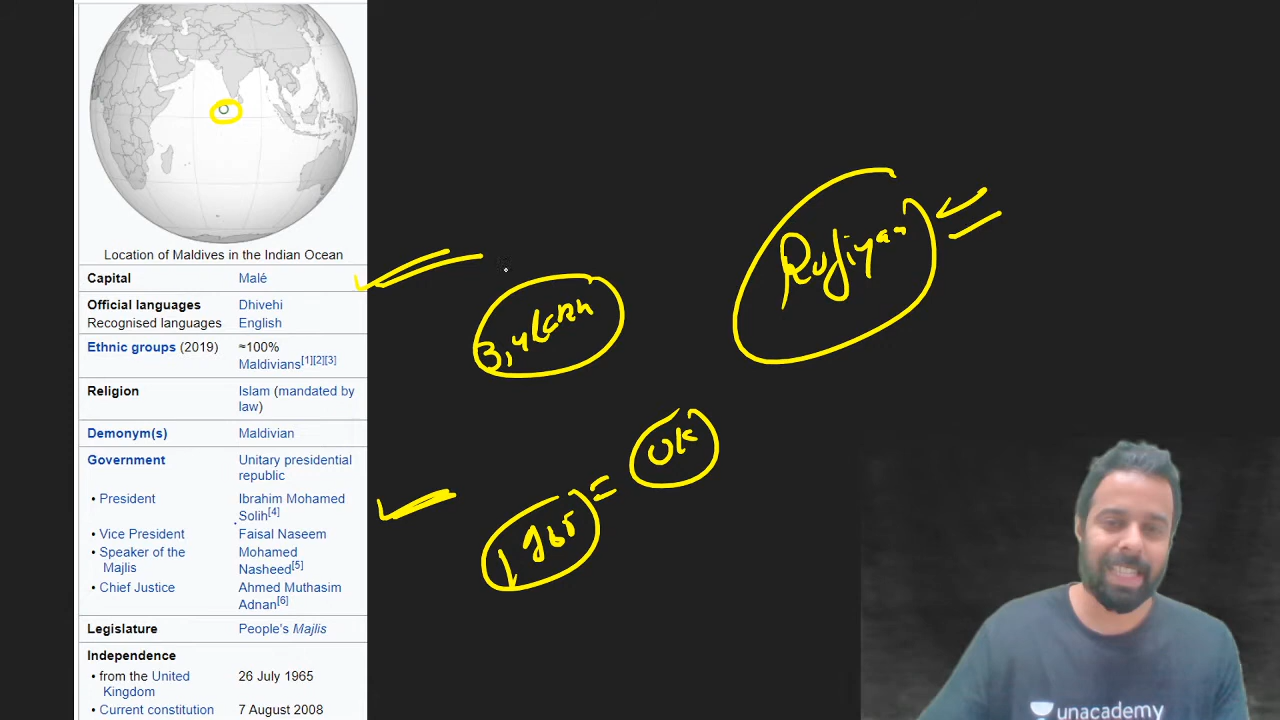 Location of Maldives in the Indian Ocean
Capital Malé
Official languages Dhivehi
Recognised languages English
Ethnic groups (2019) ≈100%
Maldivians[1][2][3]
Religion Islam (mandated by
law)
Demonym(s) Maldivian
Government Unitary presidential
republic
• President Ibrahim Mohamed
Solih[4]
• Vice President Faisal Naseem
• Speaker of the Mohamed
Majlis Nasheed[5]
• Chief Justice Ahmed Muthasim
Adnan[6]
Legislature People's Majlis
Independence
• from the United 26 July 1965
Kingdom
• Current constitution 7 August 2008
Rufiyaa
UK
1965
unacademy